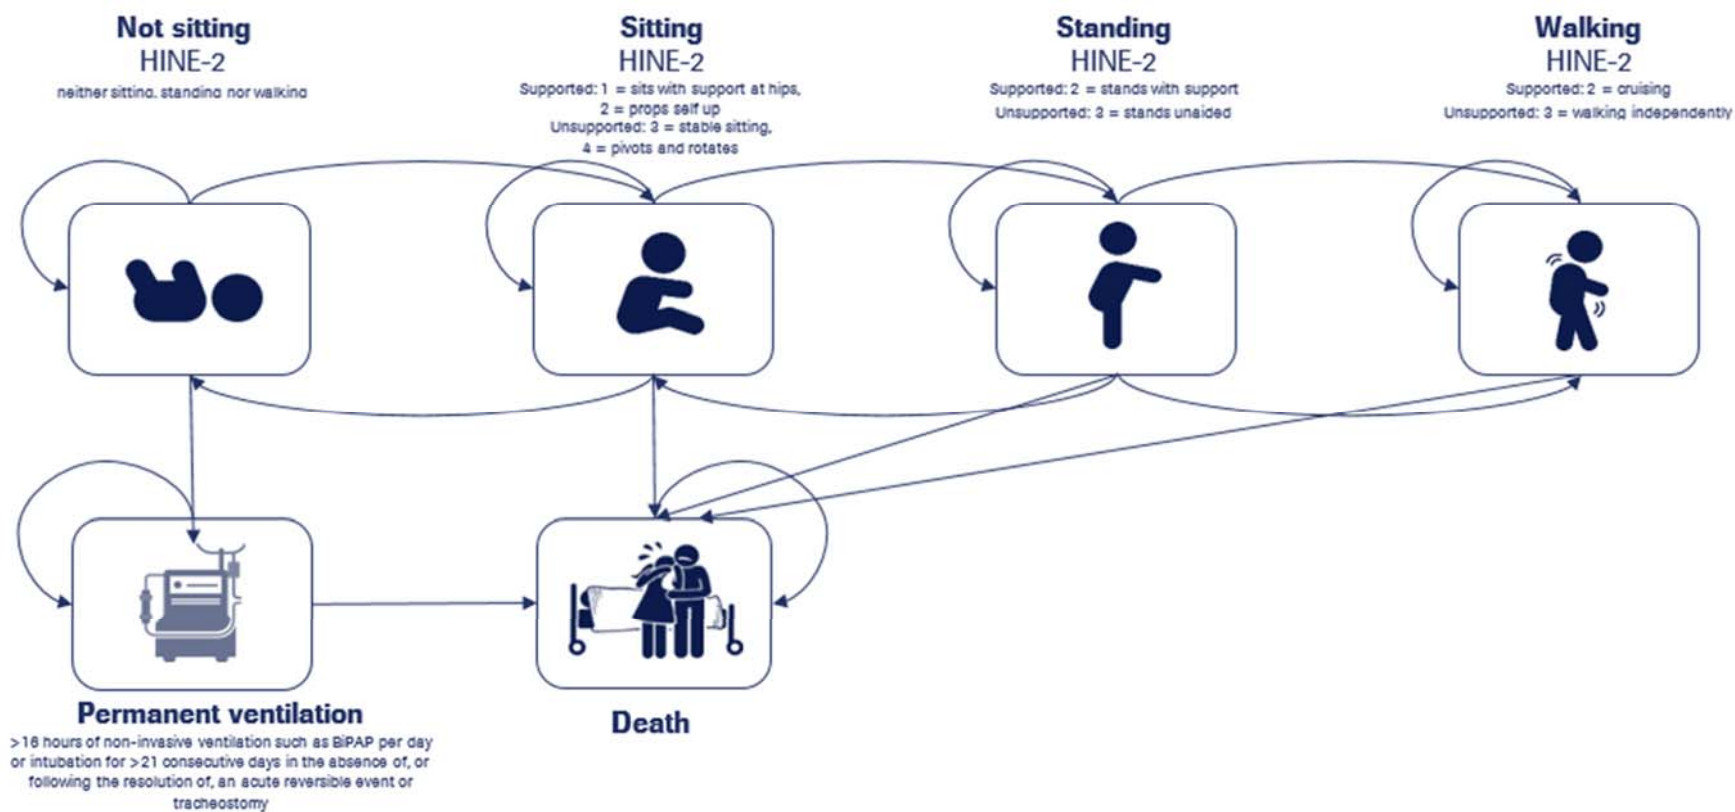 Not sitting
HINE-2
neither sitting, standing nor walking
Sitting
HINE-2
Supported: 1 = sits with support at hips,
2 = props self up
Unsupported: 3 = stable sitting,
4 = pivots and rotates
Standing
HINE-2
Supported: 2 = stands with support
Unsupported: 3 = stands unaided
Walking
HINE-2
Supported: 2 = cruising
Unsupported: 3 = walking independently
Permanent ventilation
>16 hours of non-invasive ventilation such as BiPAP per day
or intubation for >21 consecutive days in the absence of, or
following the resolution of, an acute reversible event or
tracheostomy
Death